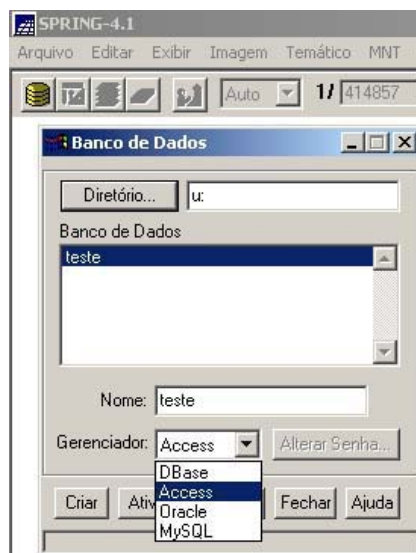 SPRING-4.1
Arquivo Editar Exibir Imagem Temático MNT
Auto 1/ 414857
Banco de Dados
Diretório... u:
Banco de Dados
teste
Nome: teste
Gerenciador: Access Alterar Senha...
DBase
Access
Oracle
MySQL
Criar Ativ Fechar Ajuda